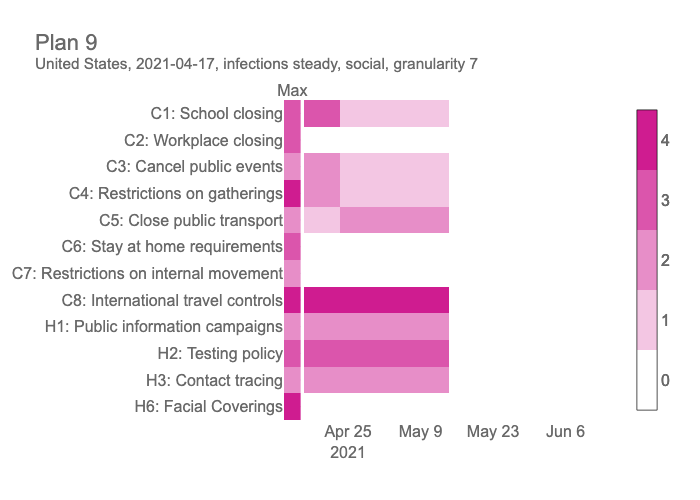 Plan 9
United States, 2021-04-17, infections steady, social, granularity 7
Max
C1: School closing
C2: Workplace closing
C3: Cancel public events
C4: Restrictions on gatherings
C5: Close public transport
C6: Stay at home requirements
C7: Restrictions on internal movement
C8: International travel controls
H1: Public information campaigns
H2: Testing policy
H3: Contact tracing
H6: Facial Coverings
Apr 25 May 9 May 23 Jun 6
2021
4
3
2
1
0